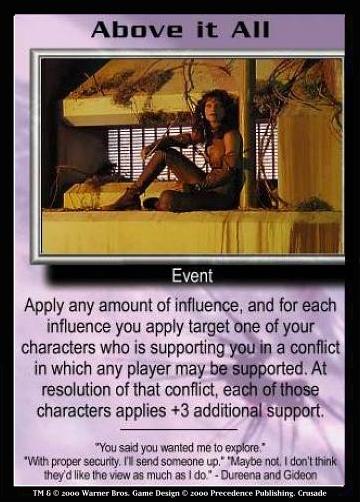 Above it All
Event
Apply any amount of influence, and for each
influence you apply target one of your
characters who is supporting you in a conflict
in which any player may be supported. At
resolution of that conflict, each of those
characters applies +3 additional support.
"You said you wanted me to explore."
"With proper security. I'll send someone up." "Maybe not, I don't think
they'd like the view as much as I do." - Dureena and Gideon
TM & © 2000 Warner Bros. Game Design © 2000 Precedence Publishing. Crusade